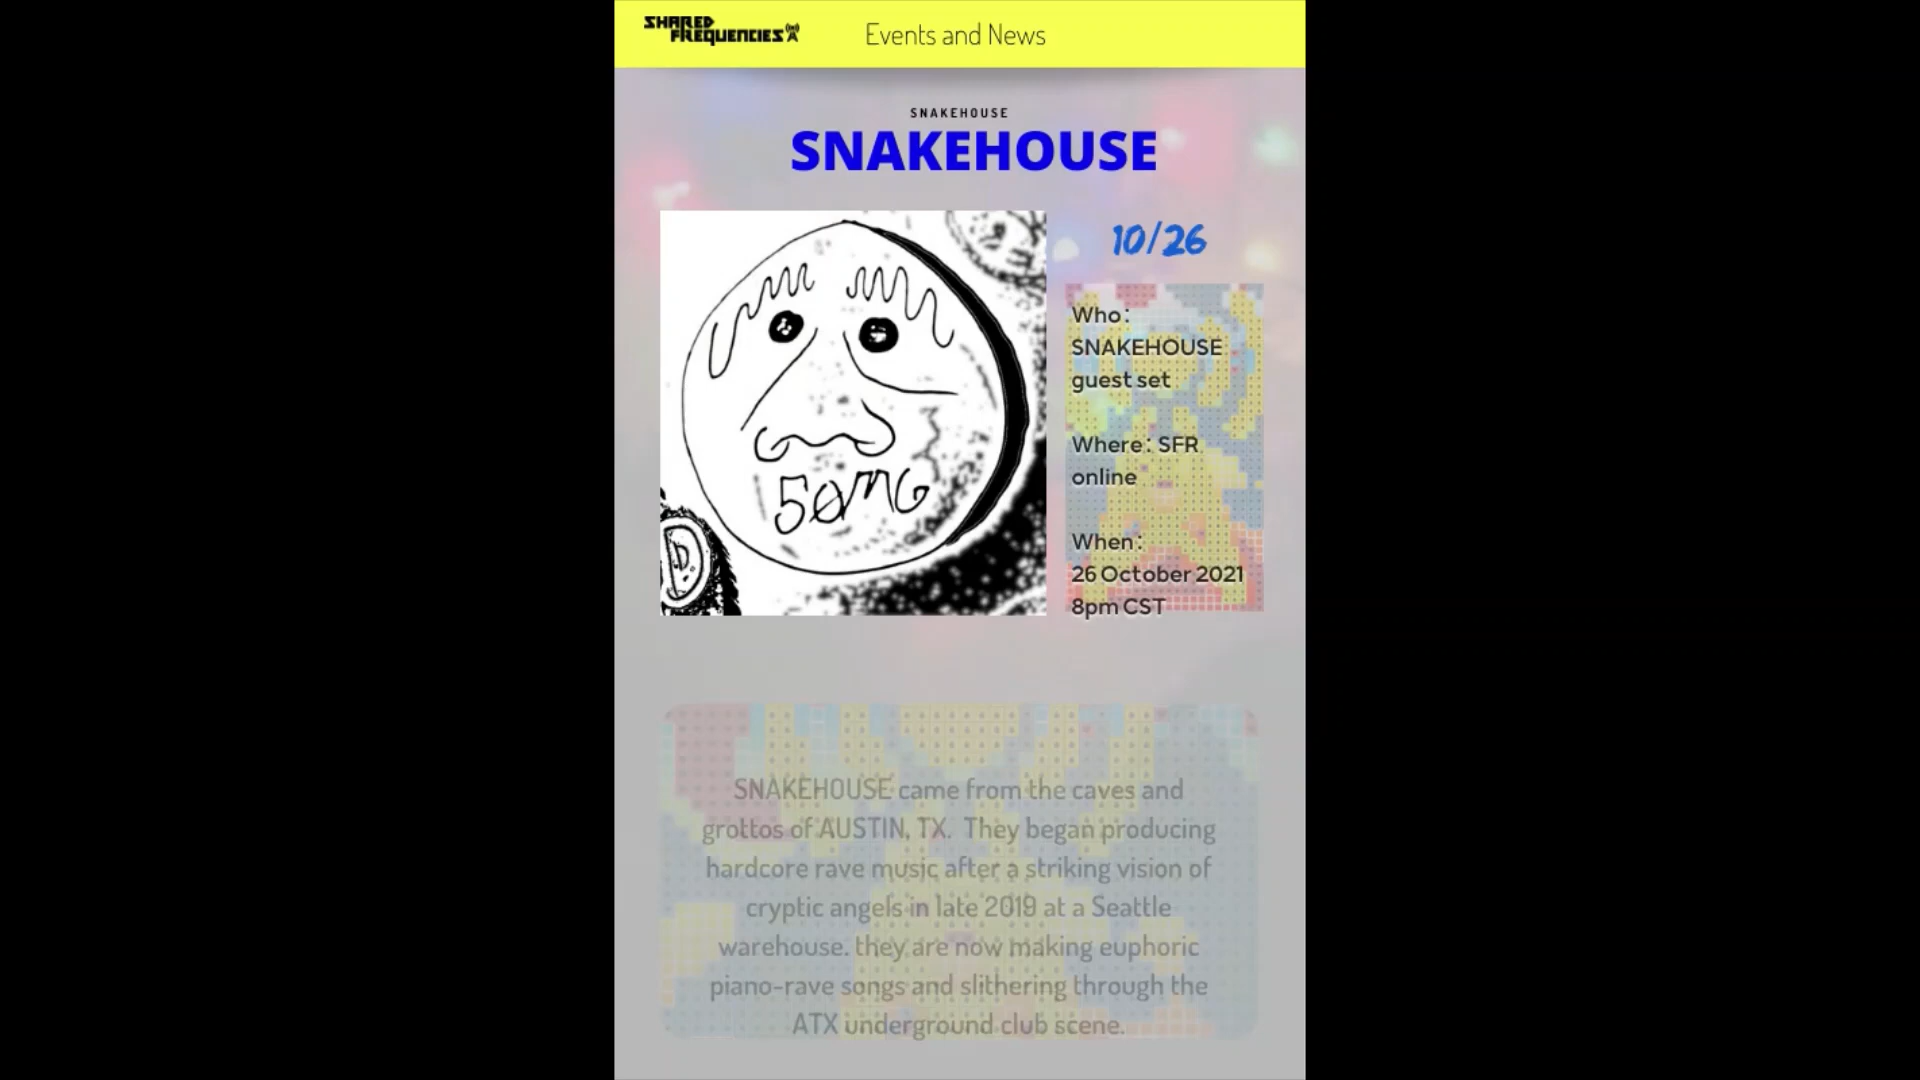 SHARED
FREQUENCIES
Events and News
SNAKEHOUSE
SNAKEHOUSE
10/26
Who:
SNAKEHOUSE
guest set
Where: SFR
online
When:
26 October 2021
8pm CST
50mG
D
SNAKEHOUSE came from the caves and
grottos of AUSTIN, TX. They began producing
hardcore rave music after a striking vision of
cryptic angels in late 2019 at a Seattle
warehouse. they are now making euphoric
piano-rave songs and slithering through the
ATX underground club scene.